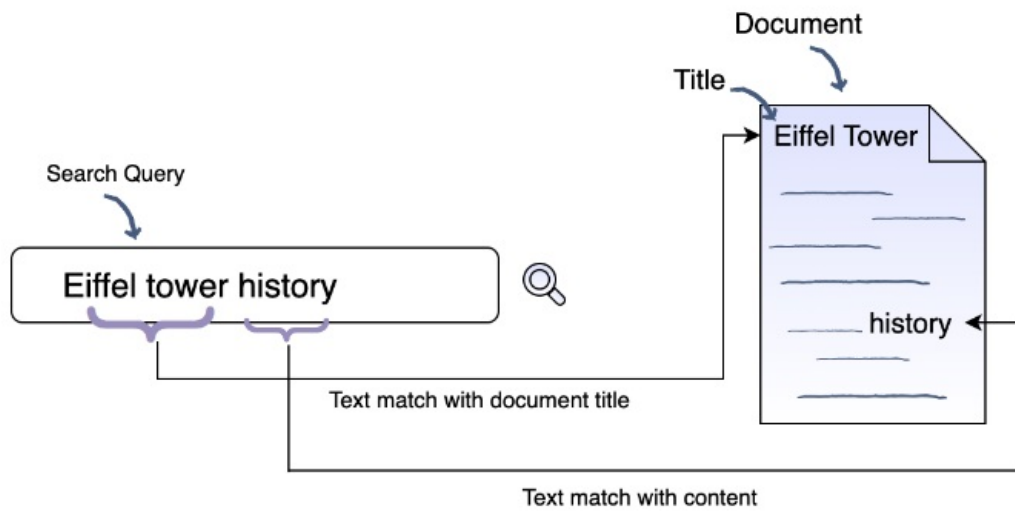 Document
Title
Eiffel Tower
Search Query
Eiffel tower history
history
Text match with document title
Text match with content